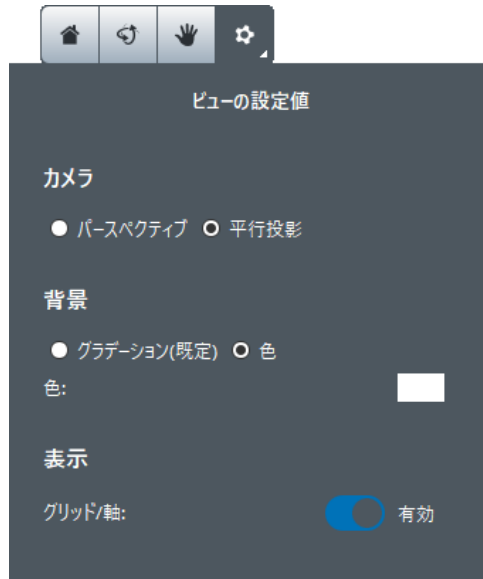 ビューの設定値
カメラ
パースペクティブ 平行投影
背景
グラデーション(既定) 色
色:
表示
グリッド/軸: 有効